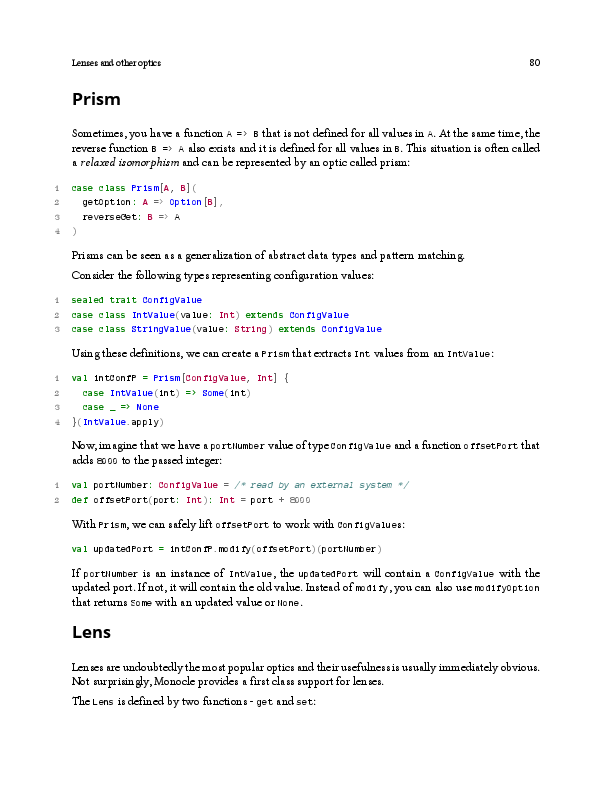 Lenses and other optics 80
Prism
Sometimes, you have a function A => B that is not defined for all values in A. At the same time, the
reverse function B => A also exists and it is defined for all values in B. This situation is often called
a relaxed isomorphism and can be represented by an optic called prism:
1 case class Prism[A, B](
2   getOption: A => Option[B],
3   reverseGet: B => A
4 )
Prisms can be seen as a generalization of abstract data types and pattern matching.
Consider the following types representing configuration values:
1 sealed trait ConfigValue
2 case class IntValue(value: Int) extends ConfigValue
3 case class StringValue(value: String) extends ConfigValue
Using these definitions, we can create a Prism that extracts Int values from an IntValue:
1 val intConfP = Prism[ConfigValue, Int] {
2   case IntValue(int) => Some(int)
3   case _ => None
4 }(IntValue.apply)
Now, imagine that we have a portNumber value of type ConfigValue and a function offsetPort that
adds 8000 to the passed integer:
1 val portNumber: ConfigValue = /* read by an external system */
2 def offsetPort(port: Int): Int = port + 8000
With Prism, we can safely lift offsetPort to work with ConfigValues:
val updatedPort = intConfP.modify(offsetPort)(portNumber)
If portNumber is an instance of IntValue, the updatedPort will contain a ConfigValue with the
updated port. If not, it will contain the old value. Instead of modify, you can also use modifyOption
that returns Some with an updated value or None.
Lens
Lenses are undoubtedly the most popular optics and their usefulness is usually immediately obvious.
Not surprisingly, Monocle provides a first class support for lenses.
The Lens is defined by two functions - get and set: